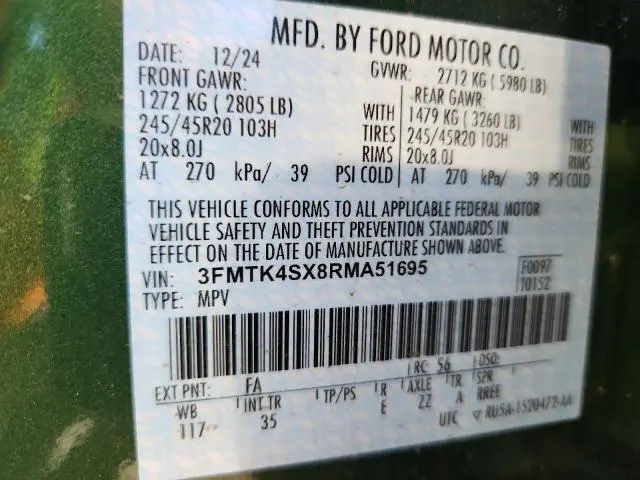 MFD. BY FORD MOTOR CO.
DATE: 12/24 GVWR: 2712 KG (5980 LB)
FRONT GAWR: REAR GAWR:
1272 KG (2805 LB) WITH 1479 KG (3260 LB) WITH
245/45R20 103H TIRES 245/45R20 103H TIRES
20x8.0J RIMS 20x8.0J RIMS
AT 270 kPa/ 39 PSI COLD AT 270 kPa/ 39 PSI COLD
THIS VEHICLE CONFORMS TO ALL APPLICABLE FEDERAL MOTOR
VEHICLE SAFETY AND THEFT PREVENTION STANDARDS IN
EFFECT ON THE DATE OF MANUFACTURE SHOWN ABOVE.
VIN: 3FMTK4SX8RMA51695 F0097
TYPE: MPV T0152
EXT PNT: FA RC: 56 DSO:
WB INT TR TP/PS R AXLE TR SPR
117 35 E ZZ A RREE
UTC RU5A-1520472-AA